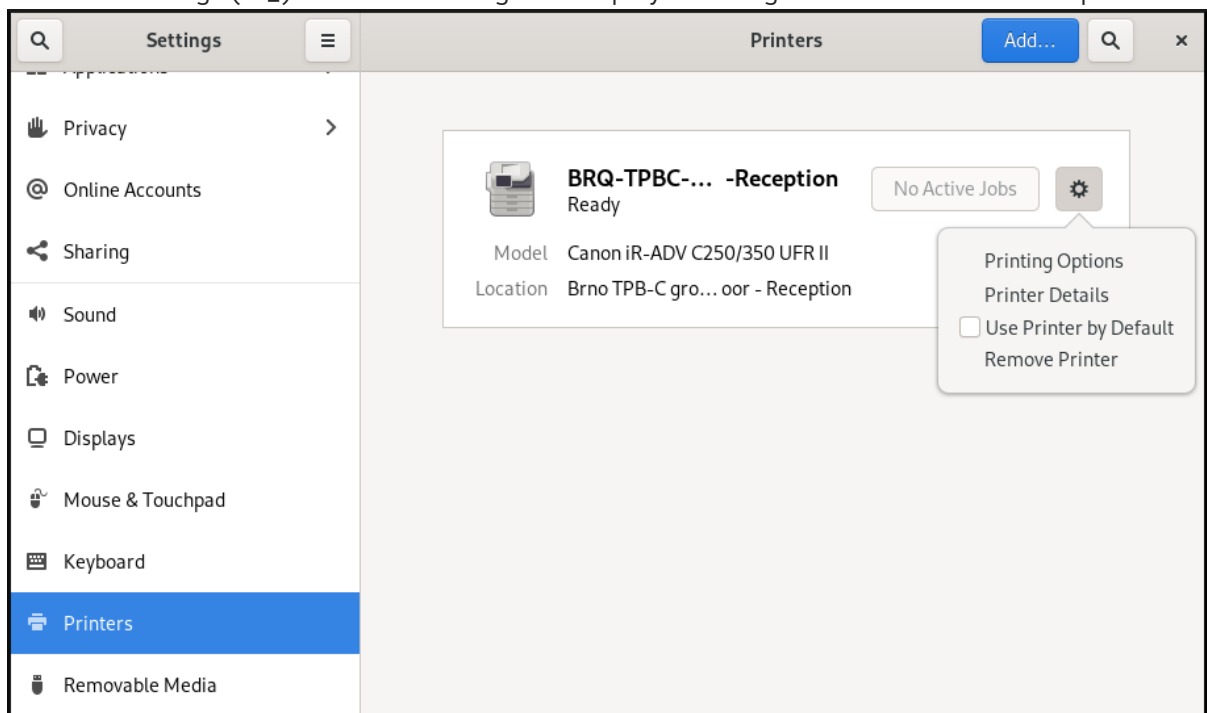 Settings
Printers
Add...
Applications
Privacy
Online Accounts
Sharing
Sound
Power
Displays
Mouse & Touchpad
Keyboard
Printers
Removable Media
BRQ-TPBC-... -Reception
Ready
No Active Jobs
Model Canon iR-ADV C250/350 UFR II
Location Brno TPB-C gro... oor - Reception
Printing Options
Printer Details
Use Printer by Default
Remove Printer